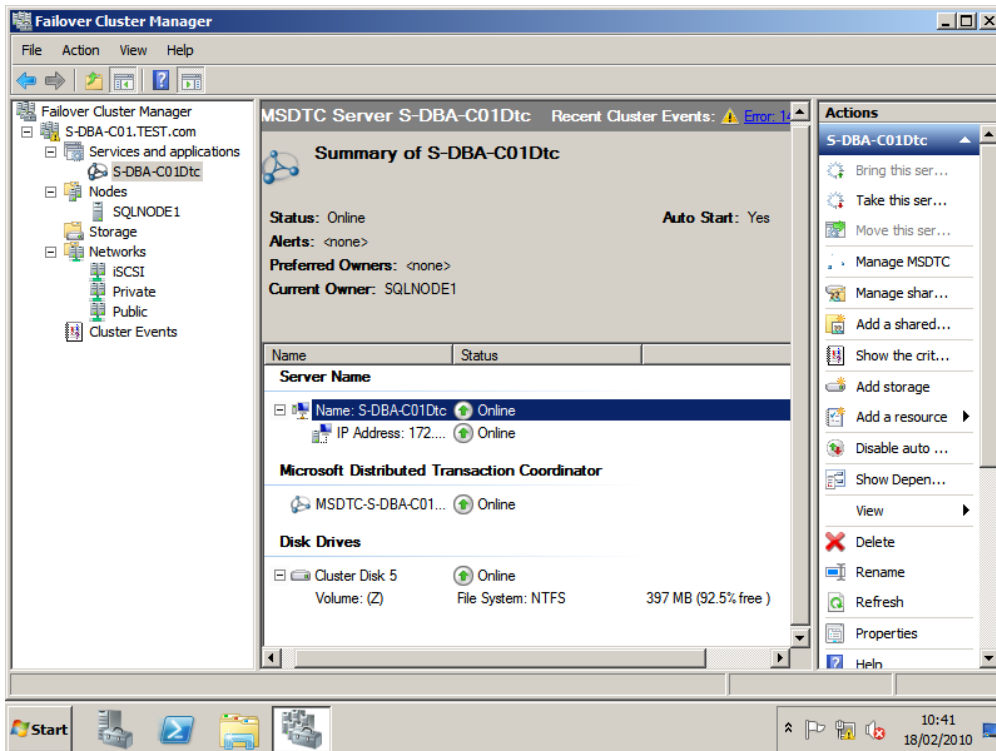 Failover Cluster Manager
File Action View Help
Failover Cluster Manager
S-DBA-C01.TEST.com
Services and applications
S-DBA-C01Dtc
Nodes
SQLNODE1
Storage
Networks
iSCSI
Private
Public
Cluster Events
MSDTC Server S-DBA-C01Dtc Recent Cluster Events: Error: 14
Summary of S-DBA-C01Dtc
Status: Online Auto Start: Yes
Alerts: <none>
Preferred Owners: <none>
Current Owner: SQLNODE1
Name Status
Server Name
Name: S-DBA-C01Dtc Online
IP Address: 172.... Online
Microsoft Distributed Transaction Coordinator
MSDTC-S-DBA-C01... Online
Disk Drives
Cluster Disk 5 Online
Volume: (Z) File System: NTFS 397 MB (92.5% free )
Actions
S-DBA-C01Dtc
Bring this ser...
Take this ser...
Move this ser...
Manage MSDTC
Manage shar...
Add a shared...
Show the crit...
Add storage
Add a resource
Disable auto ...
Show Depen...
View
Delete
Rename
Refresh
Properties
Help
Start
10:41
18/02/2010